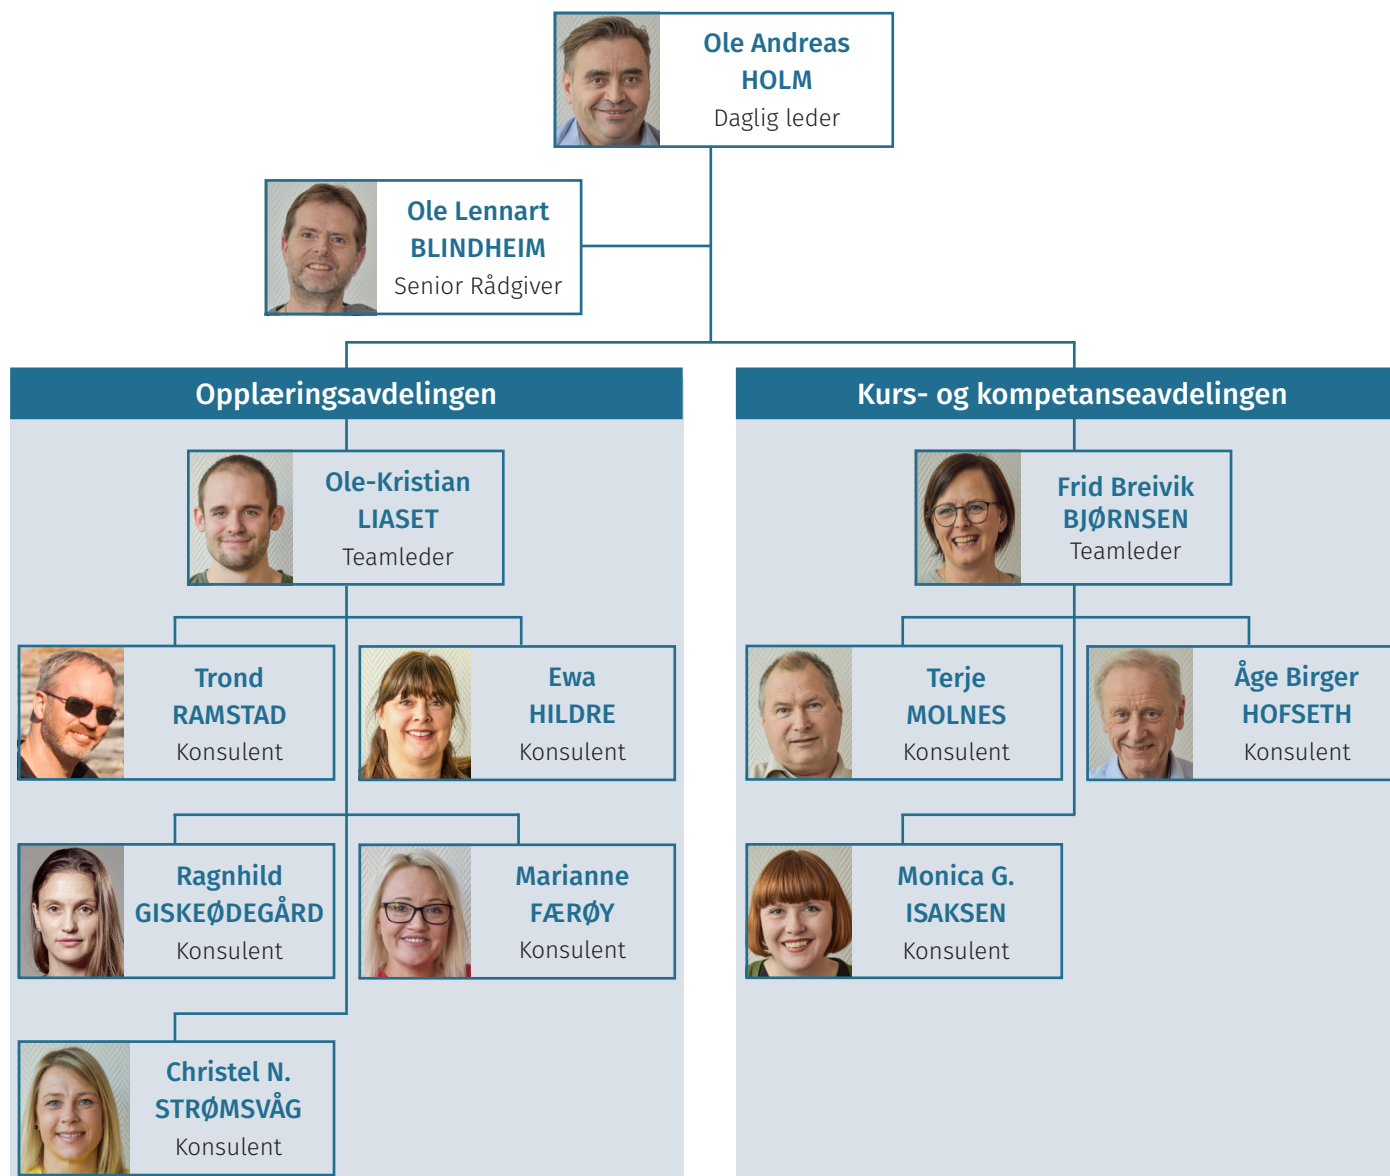 Ole Andreas
HOLM
Daglig leder
Ole Lennart
BLINDHEIM
Senior Rådgiver
Opplæringsavdelingen
Ole-Kristian
LIASET
Teamleder
Trond
RAMSTAD
Konsulent
Ewa
HILDRE
Konsulent
Ragnhild
GISKEØDEGÅRD
Konsulent
Marianne
FÆRØY
Konsulent
Christel N.
STRØMSVÅG
Konsulent
Kurs- og kompetanseavdelingen
Frid Breivik
BJØRNSEN
Teamleder
Terje
MOLNES
Konsulent
Åge Birger
HOFSETH
Konsulent
Monica G.
ISAKSEN
Konsulent